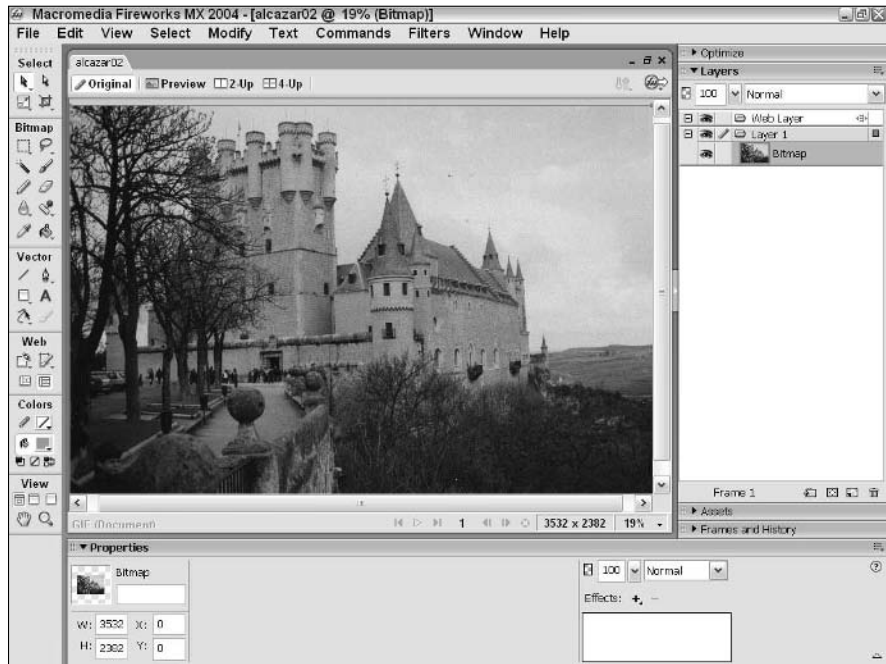 Macromedia Fireworks MX 2004 - [alcazar02 @ 19% (Bitmap)]
File Edit View Select Modify Text Commands Filters Window Help
Select
Bitmap
Vector
A
Web
Colors
View
alcazar02
Original Preview 2-Up 4-Up
GIF (Document)
1
3532 x 2382
19%
Optimize
Layers
100 Normal
Web Layer
Layer 1
Bitmap
Frame 1
Assets
Frames and History
Properties
Bitmap
W: 3532 X: 0
H: 2382 Y: 0
100 Normal
Effects: + -
?